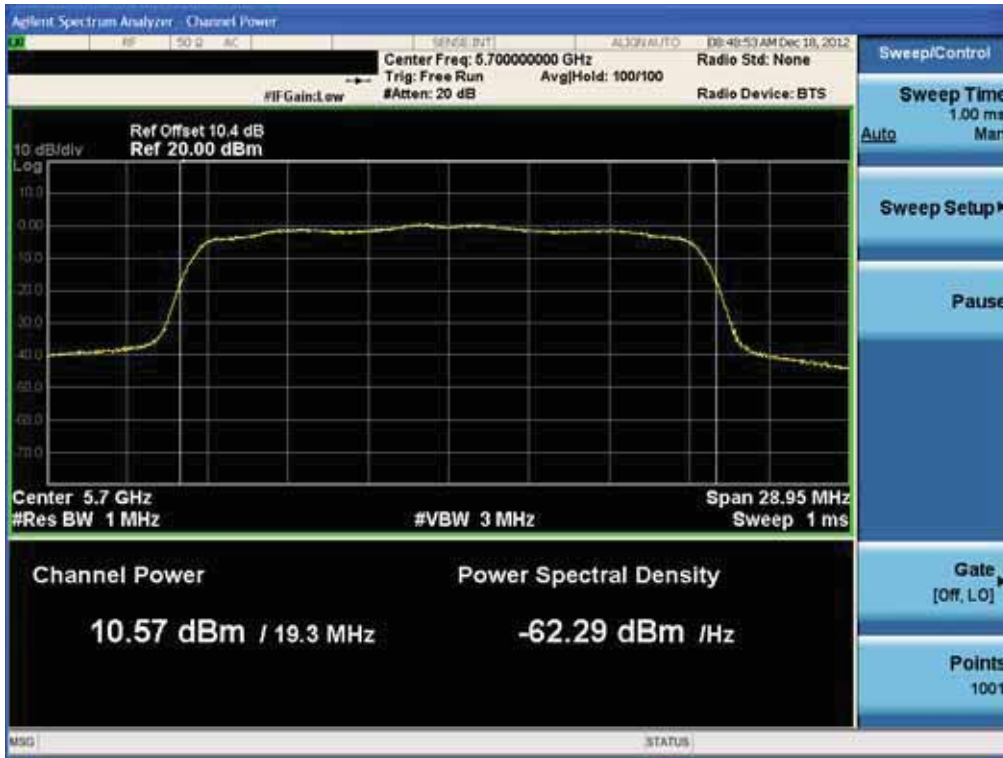 Agilent Spectrum Analyzer - Channel Power
RF 50 Ω AC SENSE:INT ALIGNAUTO 08:48:53 AM Dec 18, 2012
Center Freq: 5.700000000 GHz Radio Std: None
Trig: Free Run Avg|Hold: 100/100
#IFGain:Low #Atten: 20 dB Radio Device: BTS
Ref Offset 10.4 dB
10 dB/div Ref 20.00 dBm
Log
10.0
0.00
-10.0
-20.0
-30.0
-40.0
-50.0
-60.0
-70.0
Center 5.7 GHz Span 28.95 MHz
#Res BW 1 MHz #VBW 3 MHz Sweep 1 ms
Channel Power Power Spectral Density
10.57 dBm / 19.3 MHz -62.29 dBm /Hz
MSG STATUS
Sweep/Control
Sweep Time
1.00 ms
Auto Man
Sweep Setup
Pause
Gate
[Off, LO]
Points
1001